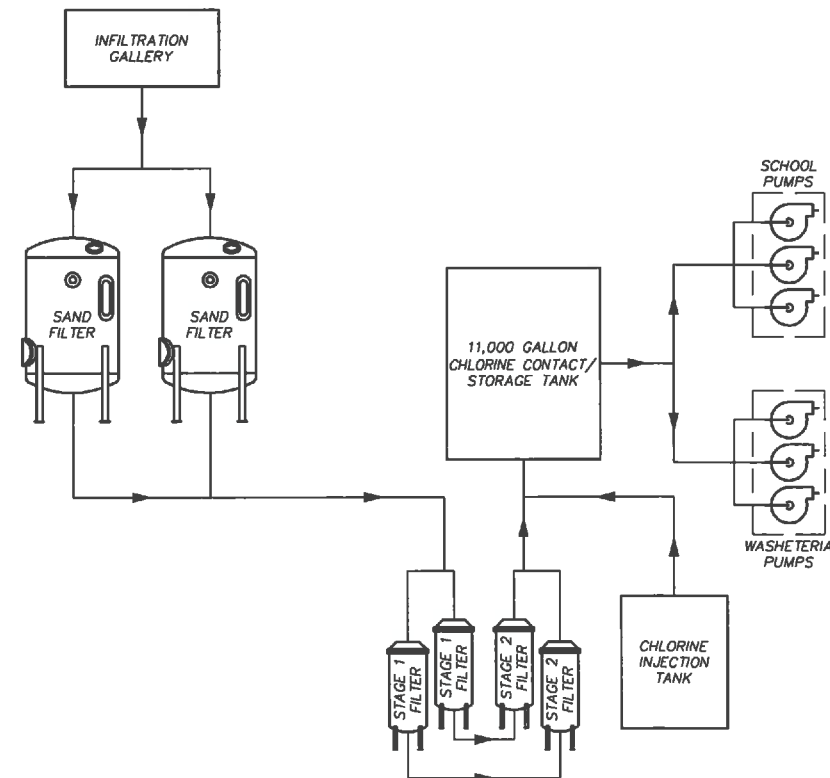 INFILTRATION
GALLERY
SCHOOL
PUMPS
SAND
FILTER
SAND
FILTER
11,000 GALLON
CHLORINE CONTACT/
STORAGE TANK
WASHETERIA
PUMPS
STAGE 1
FILTER
STAGE 1
FILTER
STAGE 2
FILTER
STAGE 2
FILTER
CHLORINE
INJECTION
TANK